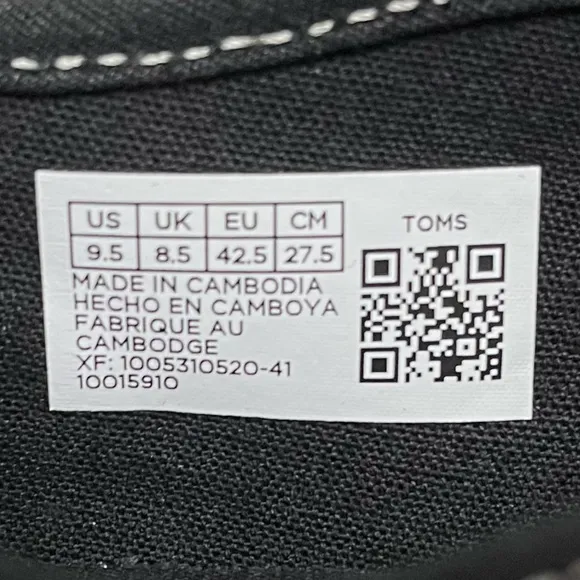 US UK EU CM
9.5 8.5 42.5 27.5
MADE IN CAMBODIA
HECHO EN CAMBOYA
FABRIQUE AU
CAMBODGE
XF: 1005310520-41
10015910
TOMS